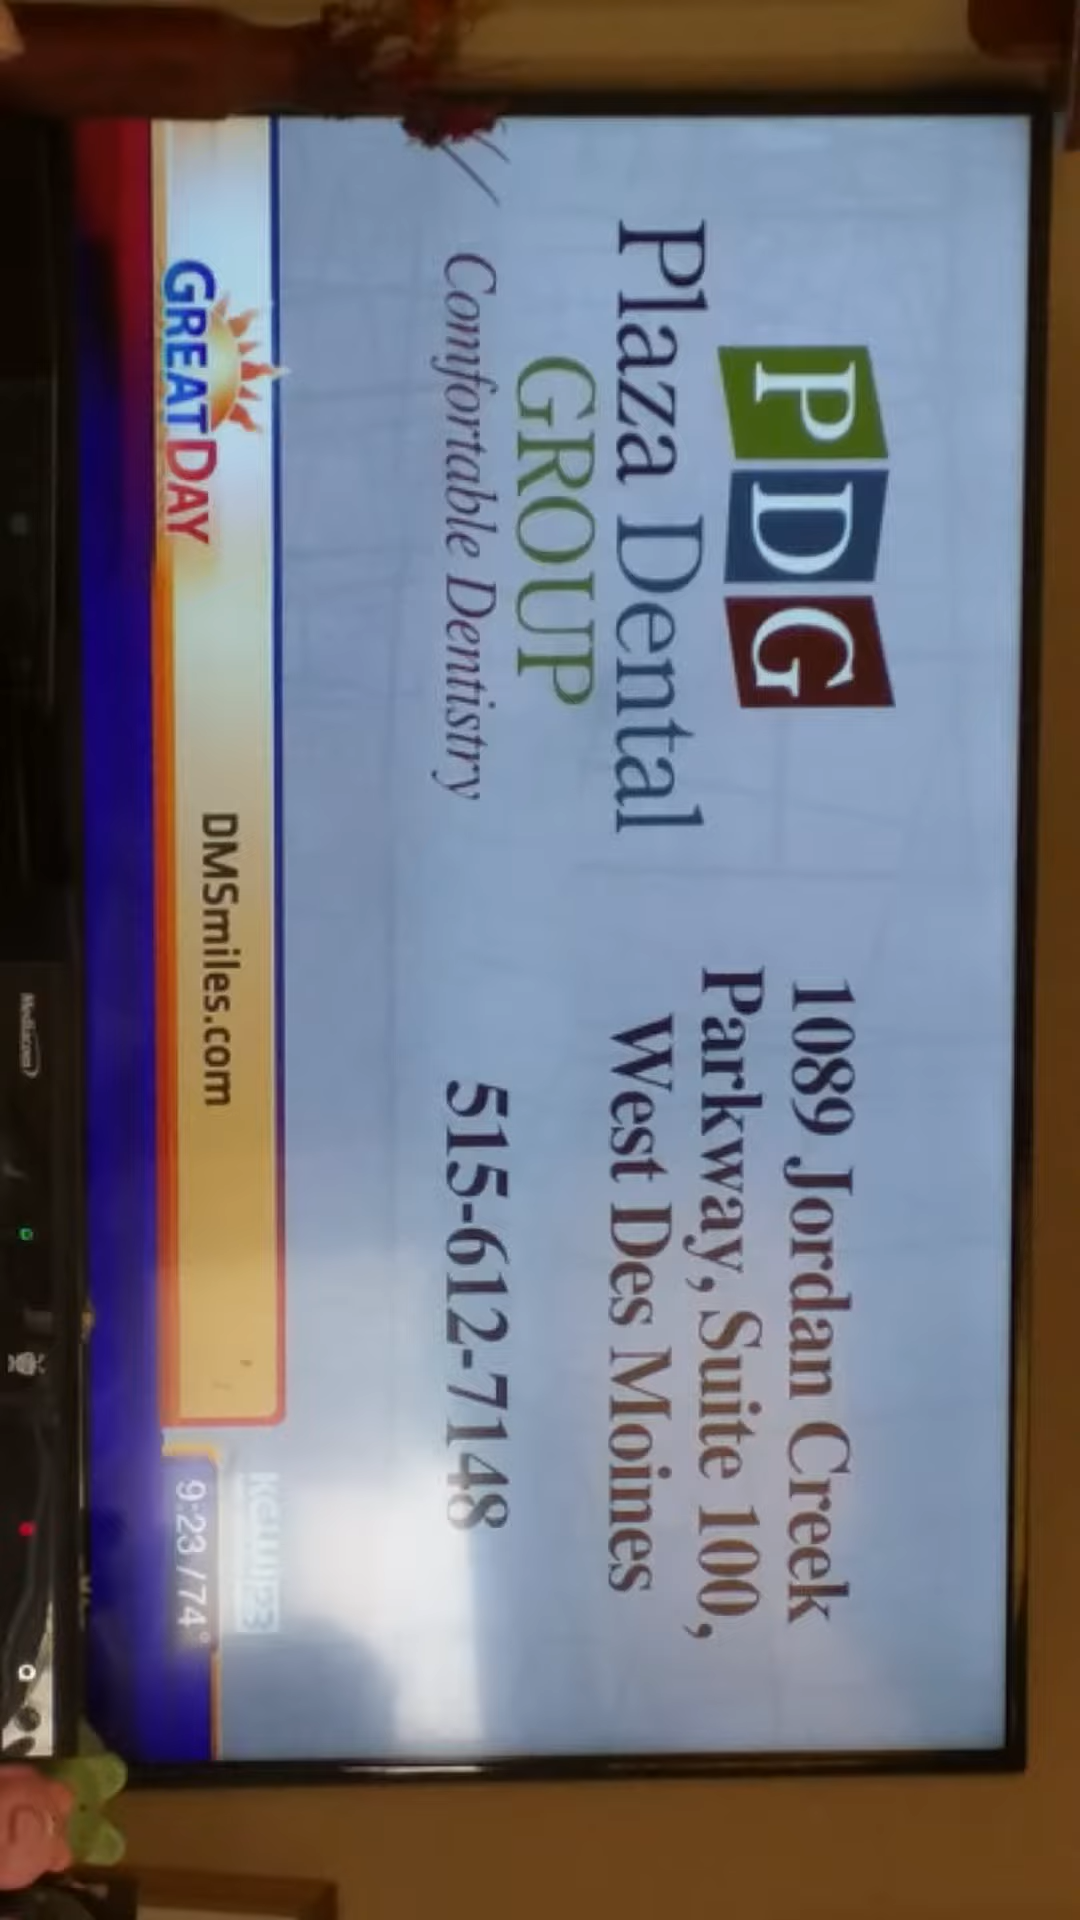 PDG
Plaza Dental
GROUP
Comfortable Dentistry
1089 Jordan Creek
Parkway, Suite 100,
West Des Moines
515-612-7148
GREAT DAY
DMSmiles.com
9:23 / 74°
Mediacom